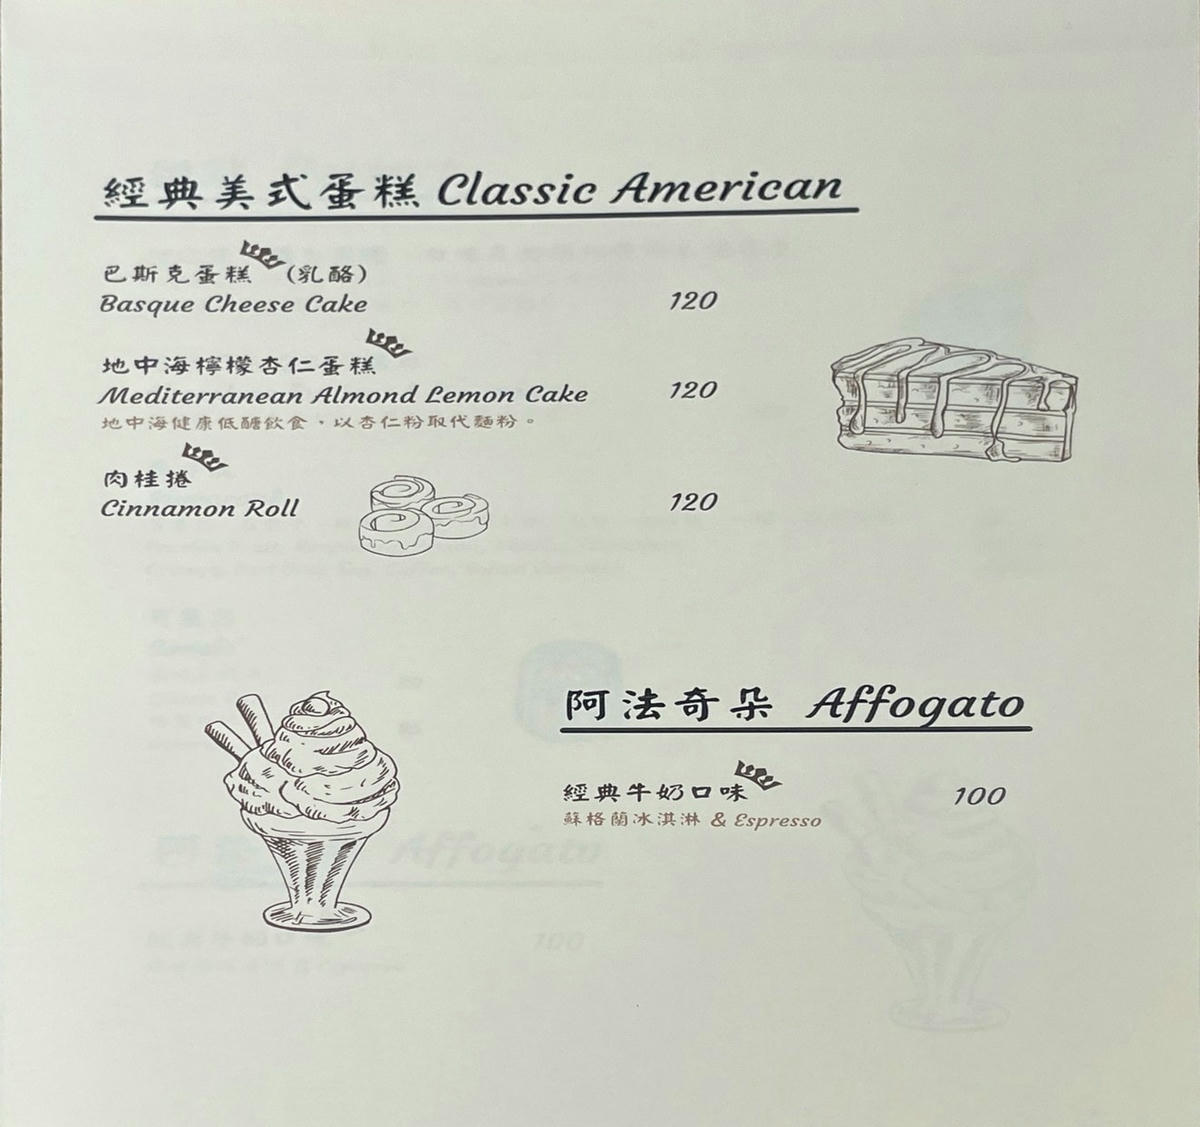 經典美式蛋糕 Classic American
巴斯克蛋糕 (乳酪)
Basque Cheese Cake 120
地中海檸檬杏仁蛋糕
Mediterranean Almond Lemon Cake 120
地中海健康低醣飲食、以杏仁粉取代麵粉。
肉桂捲
Cinnamon Roll 120
阿法奇朵 Affogato
經典牛奶口味 100
蘇格蘭冰淇淋 & Espresso
Affogato
100